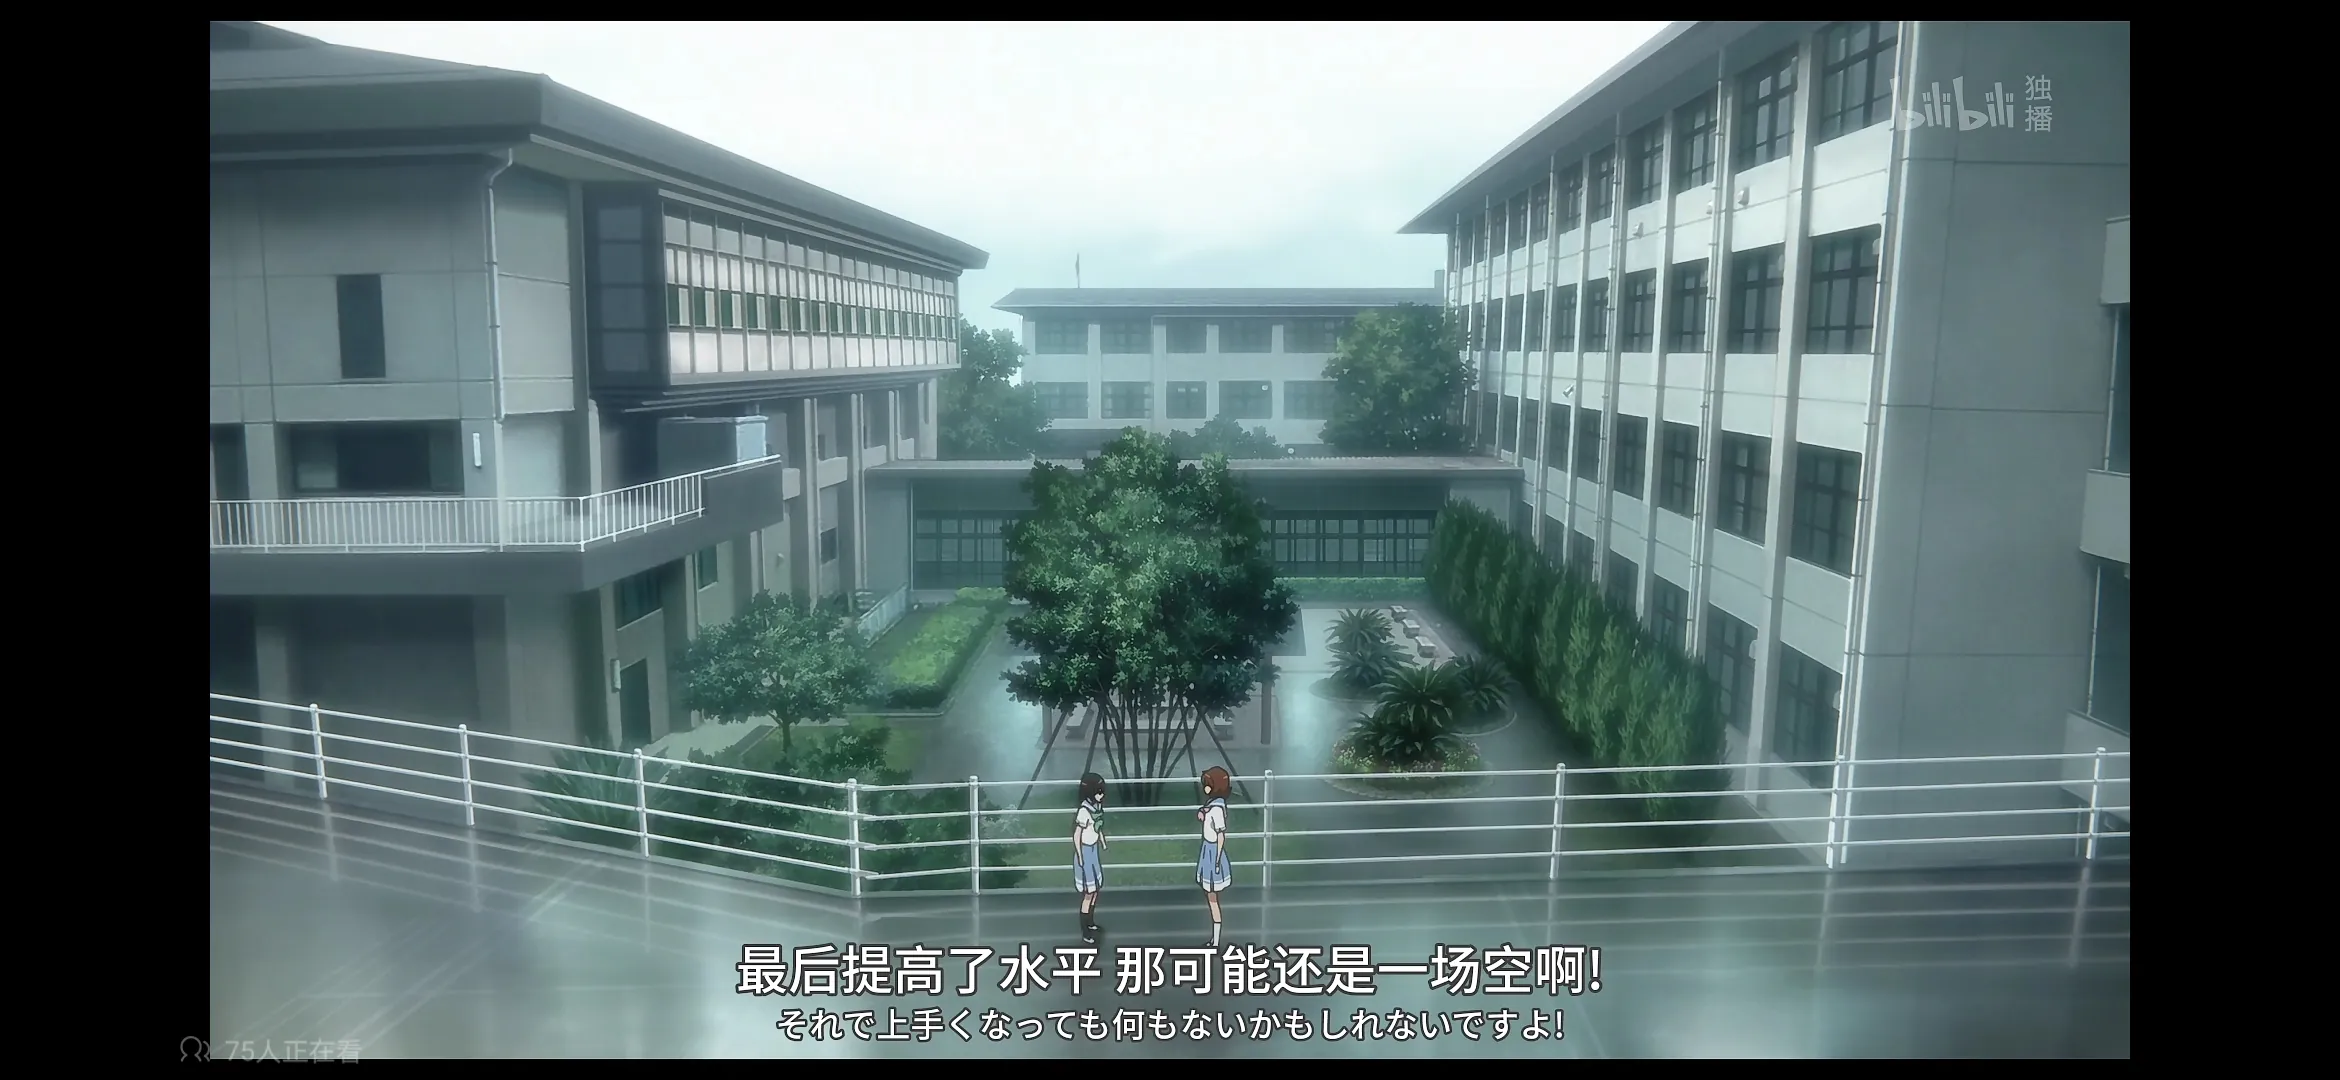 bilibili 独播
最后提高了水平 那可能还是一场空啊!
それで上手くなっても何もないかもしれないですよ!
75人正在看